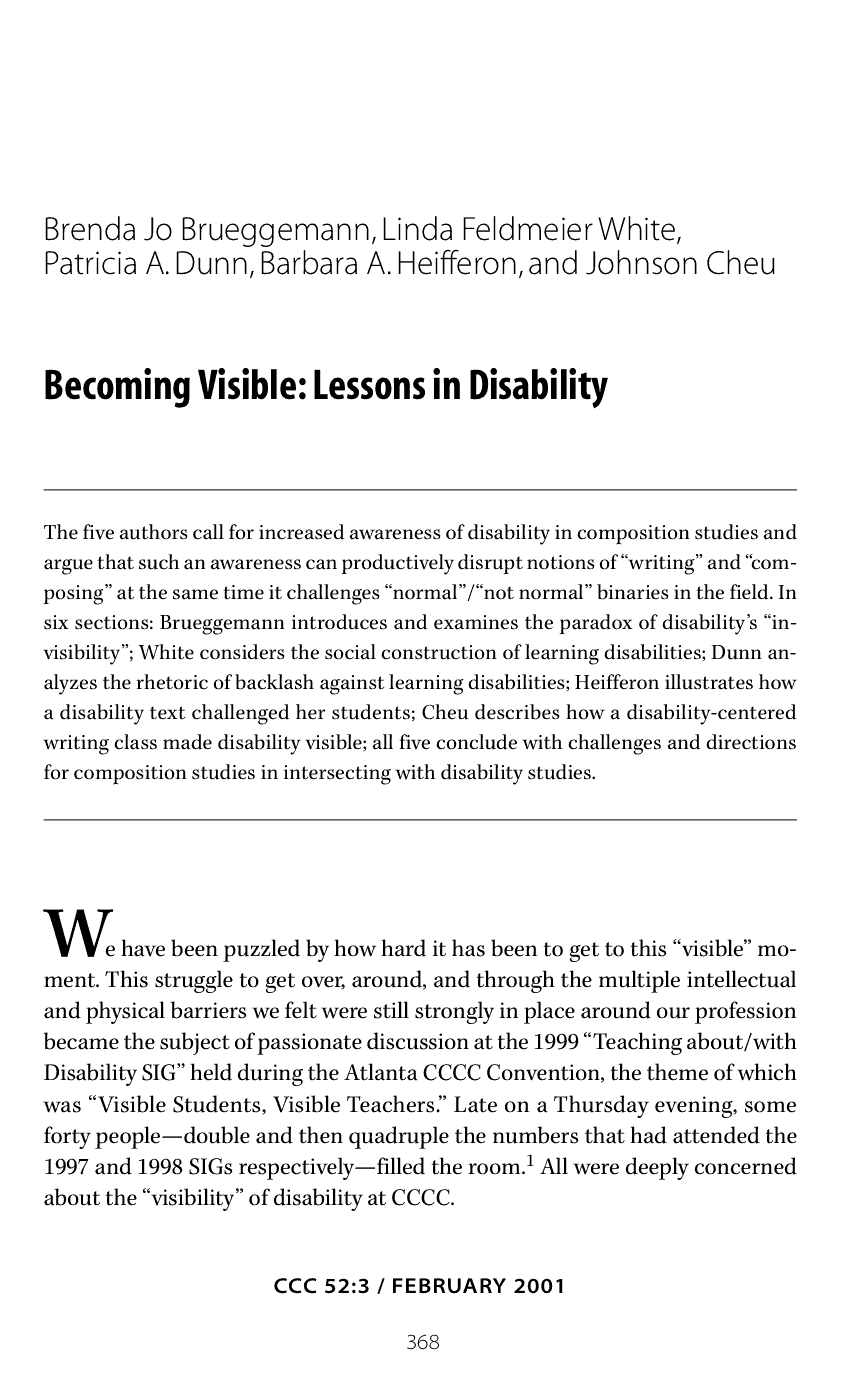 Brenda Jo Brueggemann, Linda Feldmeier White,
Patricia A. Dunn, Barbara A. Heifferon, and Johnson Cheu
Becoming Visible: Lessons in Disability
The five authors call for increased awareness of disability in composition studies and
argue that such an awareness can productively disrupt notions of “writing” and “com-
posing” at the same time it challenges “normal”/“not normal” binaries in the field. In
six sections: Brueggemann introduces and examines the paradox of disability’s “in-
visibility”; White considers the social construction of learning disabilities; Dunn an-
alyzes the rhetoric of backlash against learning disabilities; Heifferon illustrates how
a disability text challenged her students; Cheu describes how a disability-centered
writing class made disability visible; all five conclude with challenges and directions
for composition studies in intersecting with disability studies.
We have been puzzled by how hard it has been to get to this “visible” mo-
ment. This struggle to get over, around, and through the multiple intellectual
and physical barriers we felt were still strongly in place around our profession
became the subject of passionate discussion at the 1999 “Teaching about/with
Disability SIG” held during the Atlanta CCCC Convention, the theme of which
was “Visible Students, Visible Teachers.” Late on a Thursday evening, some
forty people—double and then quadruple the numbers that had attended the
1997 and 1998 SIGs respectively—filled the room.1 All were deeply concerned
about the “visibility” of disability at CCCC.
CCC 52:3 / FEBRUARY 2001
368